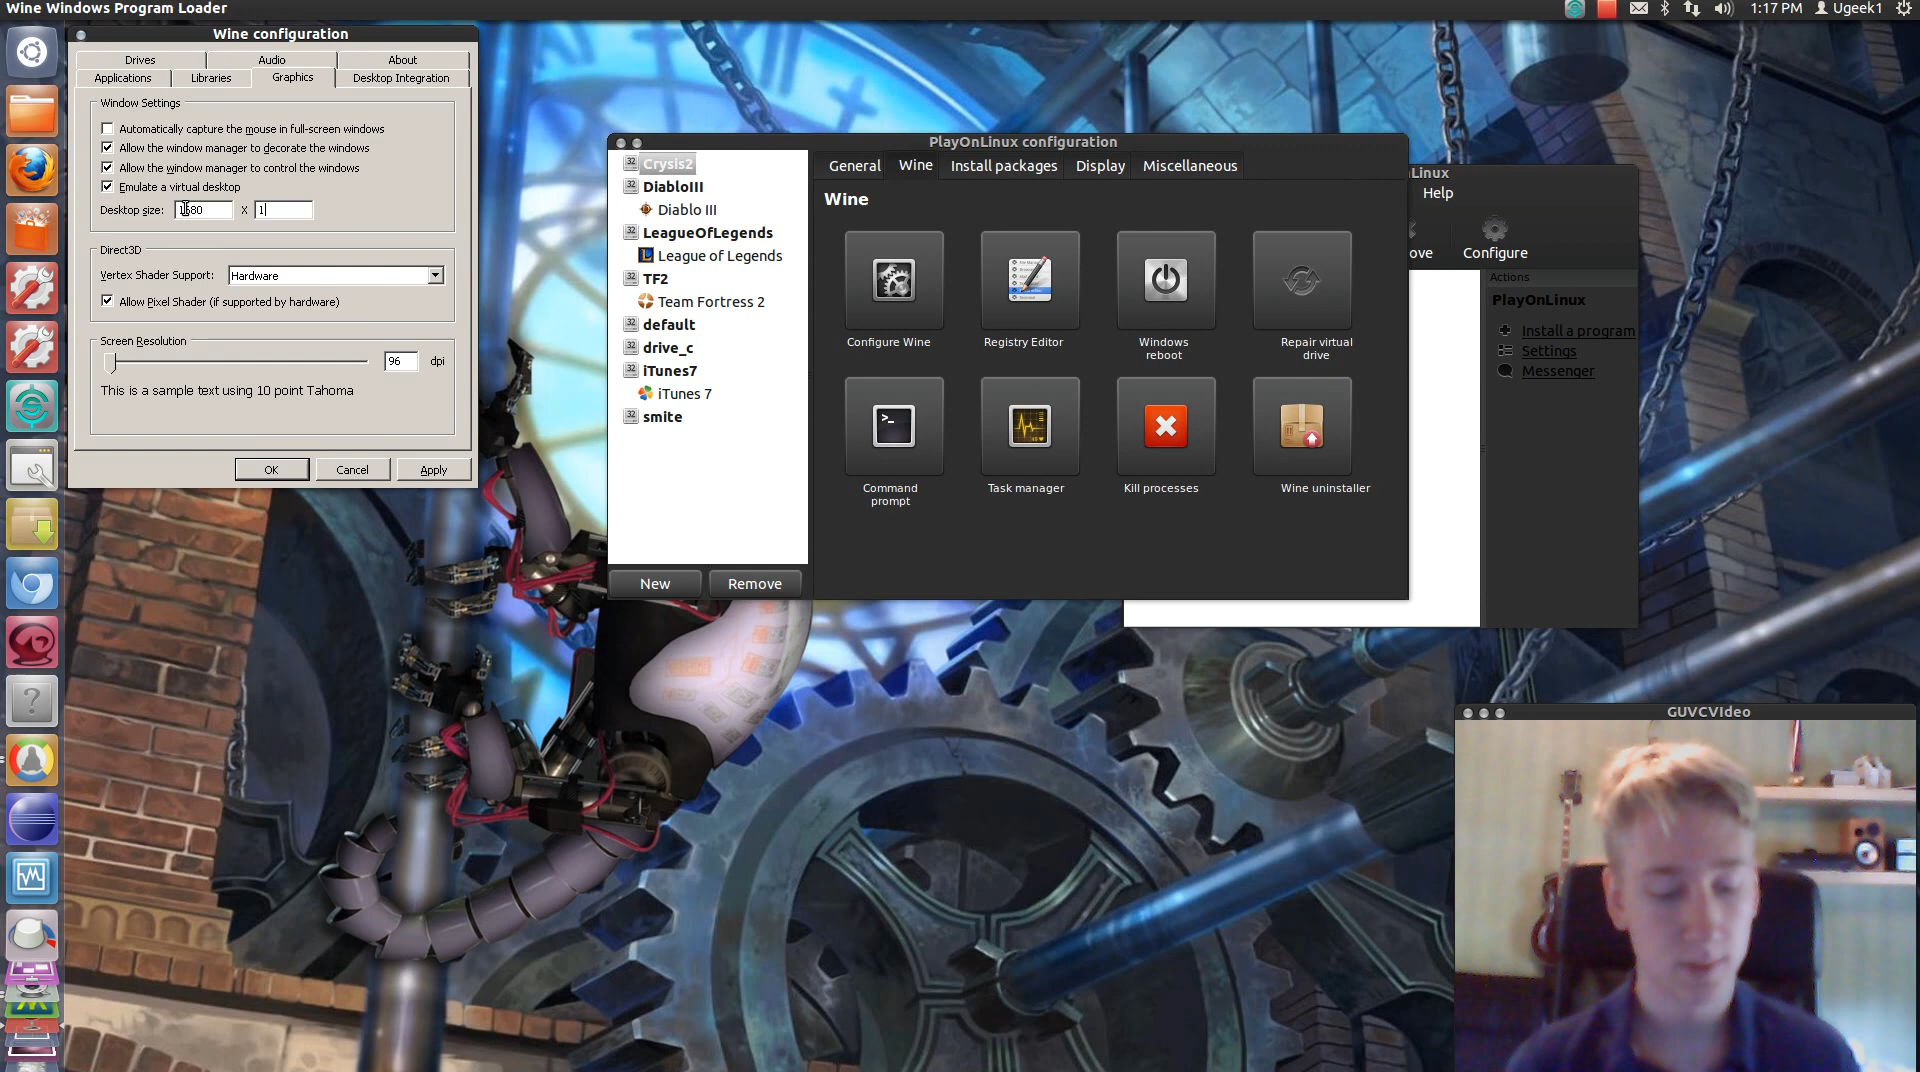 Wine Windows Program Loader
1:17 PM
Ugeek1
Wine configuration
Drives
Audio
About
Applications
Libraries
Graphics
Desktop Integration
Window Settings
Automatically capture the mouse in full-screen windows
Allow the window manager to decorate the windows
Allow the window manager to control the windows
Emulate a virtual desktop
Desktop size:
1680
X
1
Direct3D
Vertex Shader Support:
Hardware
Allow Pixel Shader (if supported by hardware)
Screen Resolution
96
dpi
This is a sample text using 10 point Tahoma
OK
Cancel
Apply
PlayOnLinux configuration
Crysis2
DiabloIII
Diablo III
LeagueOfLegends
League of Legends
TF2
Team Fortress 2
default
drive_c
iTunes7
iTunes 7
smite
New
Remove
General
Wine
Install packages
Display
Miscellaneous
Wine
Configure Wine
Registry Editor
Windows
reboot
Repair virtual
drive
Command
prompt
Task manager
Kill processes
Wine uninstaller
Linux
Help
ove
Configure
Actions
PlayOnLinux
Install a program
Settings
Messenger
GUVCVIdeo